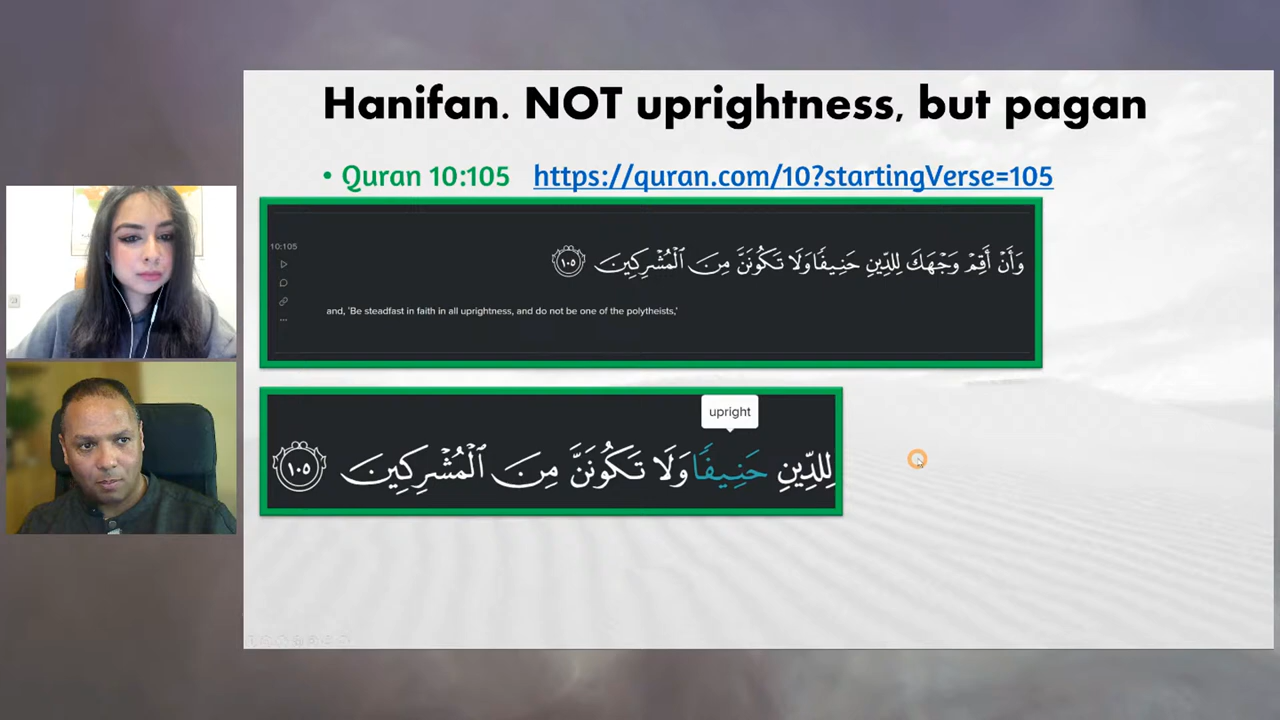 Hanifan. NOT uprightness, but pagan
• Quran 10:105 https://quran.com/10?startingVerse=105
10:105
وَأَنْ أَقِمْ وَجْهَكَ لِلدِّينِ حَنِيفًا وَلَا تَكُونَنَّ مِنَ ٱلْمُشْرِكِينَ ١٠٥
and, 'Be steadfast in faith in all uprightness, and do not be one of the polytheists,'
upright
لِلدِّينِ حَنِيفًا وَلَا تَكُونَنَّ مِنَ ٱلْمُشْرِكِينَ ١٠٥